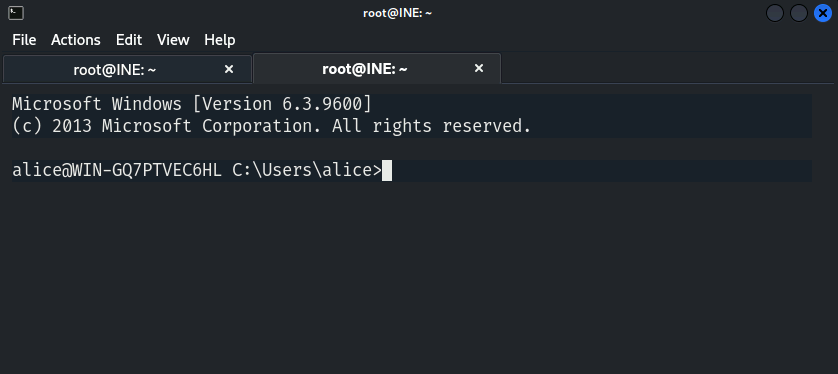 root@INE: ~
File Actions Edit View Help
root@INE: ~ root@INE: ~
Microsoft Windows [Version 6.3.9600]
(c) 2013 Microsoft Corporation. All rights reserved.
alice@WIN-GQ7PTVEC6HL C:\Users\alice>